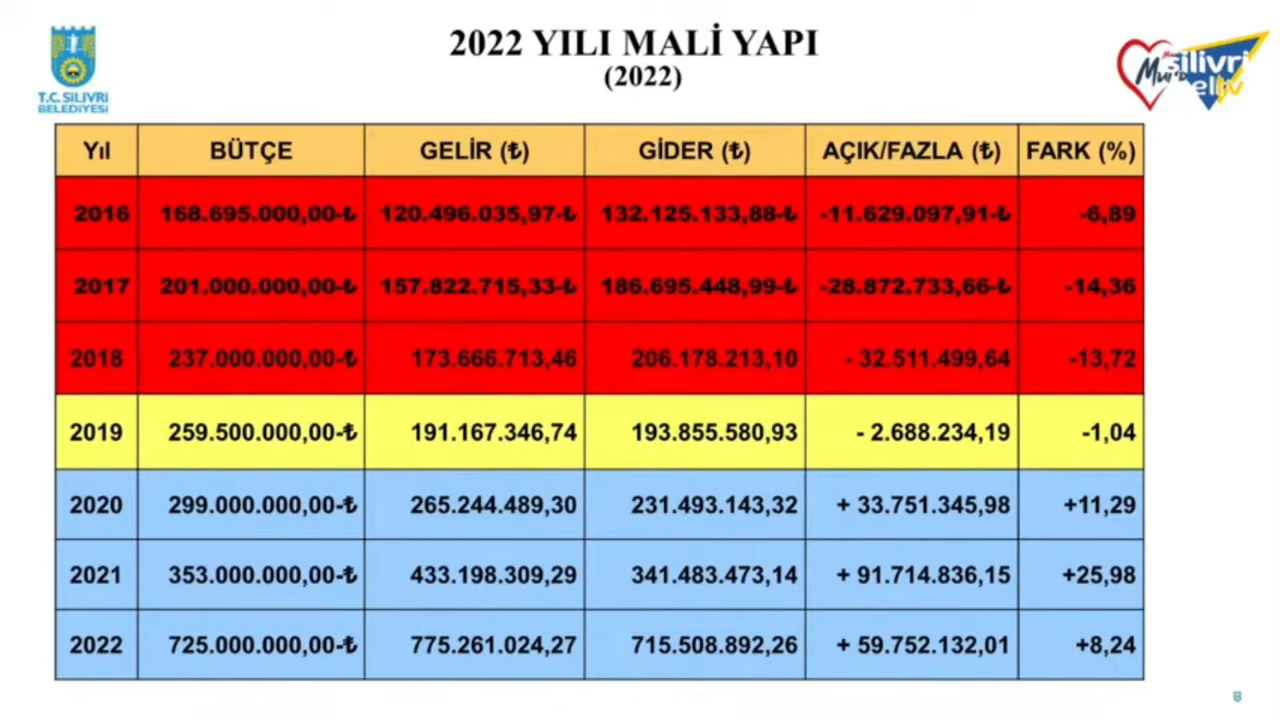 2022 YILI MALİ YAPI
(2022)
T.C. SİLİVRİ
BELEDİYESİ
silivri
Yıl BÜTÇE GELİR (₺) GİDER (₺) AÇIK/FAZLA (₺) FARK (%)
2016 168.695.000,00-₺ 120.496.035,97-₺ 132.125.133,88-₺ -11.629.097,91-₺ -6,89
2017 201.000.000,00-₺ 157.822.715,33-₺ 186.695.448,99-₺ -28.872.733,66-₺ -14,36
2018 237.000.000,00-₺ 173.666.713,46 206.178.213,10 - 32.511.499,64 -13,72
2019 259.500.000,00-₺ 191.167.346,74 193.855.580,93 - 2.688.234,19 -1,04
2020 299.000.000,00-₺ 265.244.489,30 231.493.143,32 + 33.751.345,98 +11,29
2021 353.000.000,00-₺ 433.198.309,29 341.483.473,14 + 91.714.836,15 +25,98
2022 725.000.000,00-₺ 775.261.024,27 715.508.892,26 + 59.752.132,01 +8,24